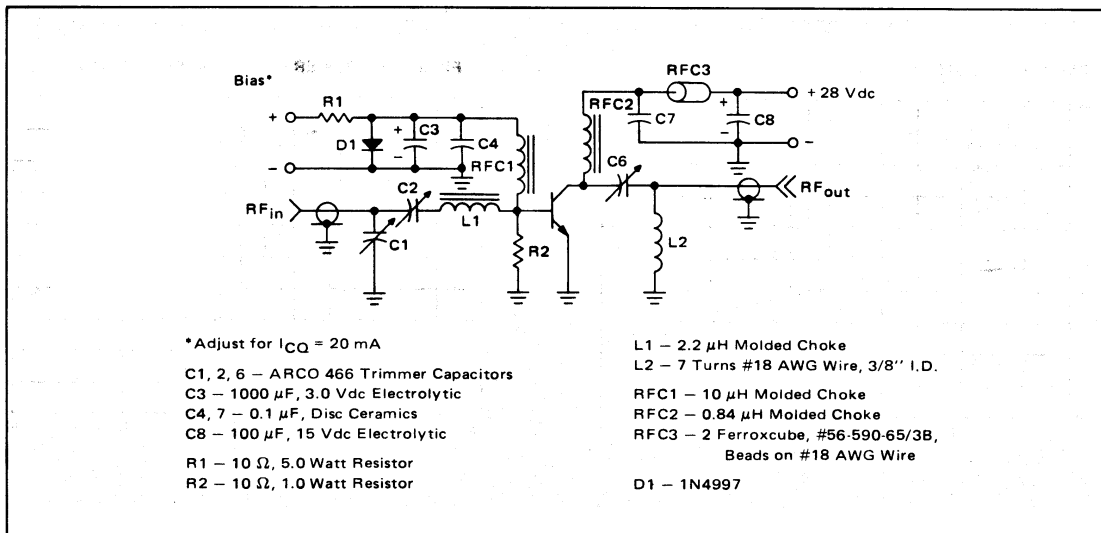 Bias*
R1
+
D1
+
C3
-
C4
-
RFC1
RFC3
RFC2
C7
+
C8
-
+ 28 Vdc
-
RFin
C1
C2
L1
R2
C6
L2
RFout
*Adjust for ICQ = 20 mA
C1, 2, 6 – ARCO 466 Trimmer Capacitors
C3 – 1000 μF, 3.0 Vdc Electrolytic
C4, 7 – 0.1 μF, Disc Ceramics
C8 – 100 μF, 15 Vdc Electrolytic
R1 – 10 Ω, 5.0 Watt Resistor
R2 – 10 Ω, 1.0 Watt Resistor
L1 – 2.2 μH Molded Choke
L2 – 7 Turns #18 AWG Wire, 3/8'' I.D.
RFC1 – 10 μH Molded Choke
RFC2 – 0.84 μH Molded Choke
RFC3 – 2 Ferroxcube, #56-590-65/3B,
Beads on #18 AWG Wire
D1 – 1N4997